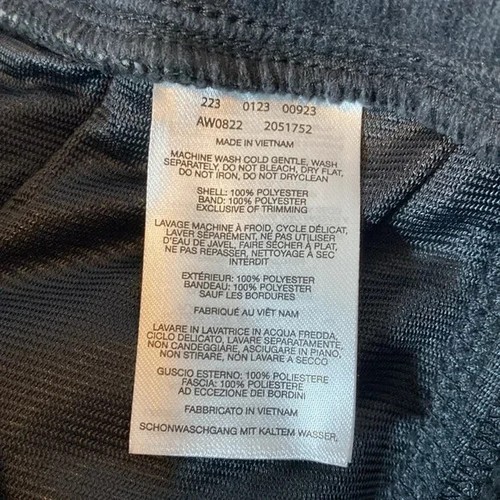 223 0123 00923
AW0822 2051752
MADE IN VIETNAM
MACHINE WASH COLD GENTLE, WASH
SEPARATELY, DO NOT BLEACH, DRY FLAT,
DO NOT IRON, DO NOT DRYCLEAN
SHELL: 100% POLYESTER
BAND: 100% POLYESTER
EXCLUSIVE OF TRIMMING
LAVAGE MACHINE À FROID, CYCLE DÉLICAT,
LAVER SÉPARÉMENT, NE PAS UTILISER
D'EAU DE JAVEL, FAIRE SÉCHER À PLAT,
NE PAS REPASSER, NETTOYAGE À SEC
INTERDIT
EXTÉRIEUR: 100% POLYESTER
BANDEAU: 100% POLYESTER
SAUF LES BORDURES
FABRIQUÉ AU VIÊT NAM
LAVARE IN LAVATRICE IN ACQUA FREDDA,
CICLO DELICATO, LAVARE SEPARATAMENTE,
NON CANDEGGIARE, ASCIUGARE IN PIANO,
NON STIRARE, NON LAVARE A SECCO
GUSCIO ESTERNO: 100% POLIESTERE
FASCIA: 100% POLIESTERE
AD ECCEZIONE DEI BORDINI
FABBRICATO IN VIETNAM
SCHONWASCHGANG MIT KALTEM WASSER,